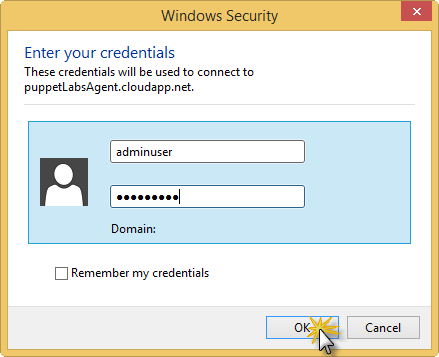 Windows Security
Enter your credentials
These credentials will be used to connect to
puppetLabsAgent.cloudapp.net.
adminuser
●●●●●●●●●
Domain:
Remember my credentials
OK
Cancel